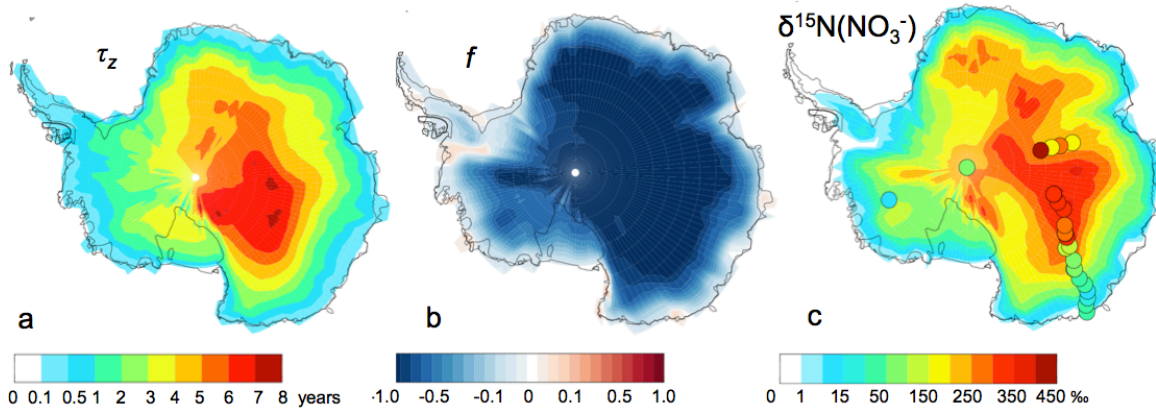 τz f δ¹⁵N(NO₃⁻)
a b c
0 0.1 0.5 1 2 3 4 5 6 7 8 years
-1.0 -0.5 -0.1 0 0.1 0.5 1.0
0 1 15 50 150 250 350 450 ‰